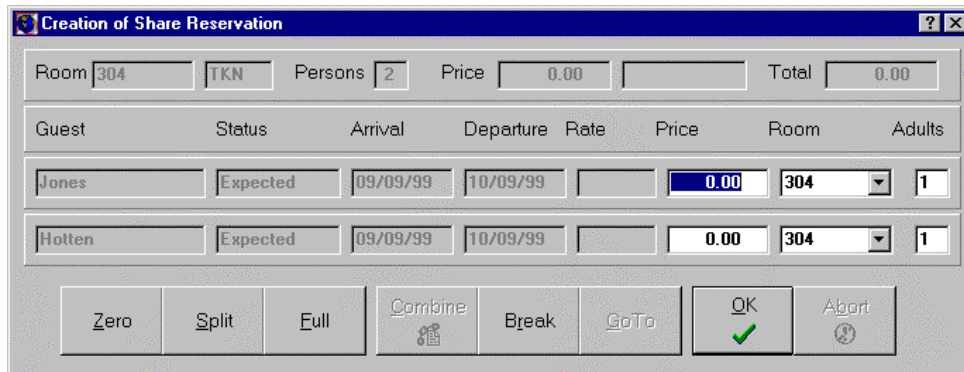 Creation of Share Reservation
Room 304 TKN Persons 2 Price 0.00 Total 0.00
Guest Status Arrival Departure Rate Price Room Adults
Jones Expected 09/09/99 10/09/99 0.00 304 1
Hotten Expected 09/09/99 10/09/99 0.00 304 1
Zero Split Full Combine Break GoTo OK Abort